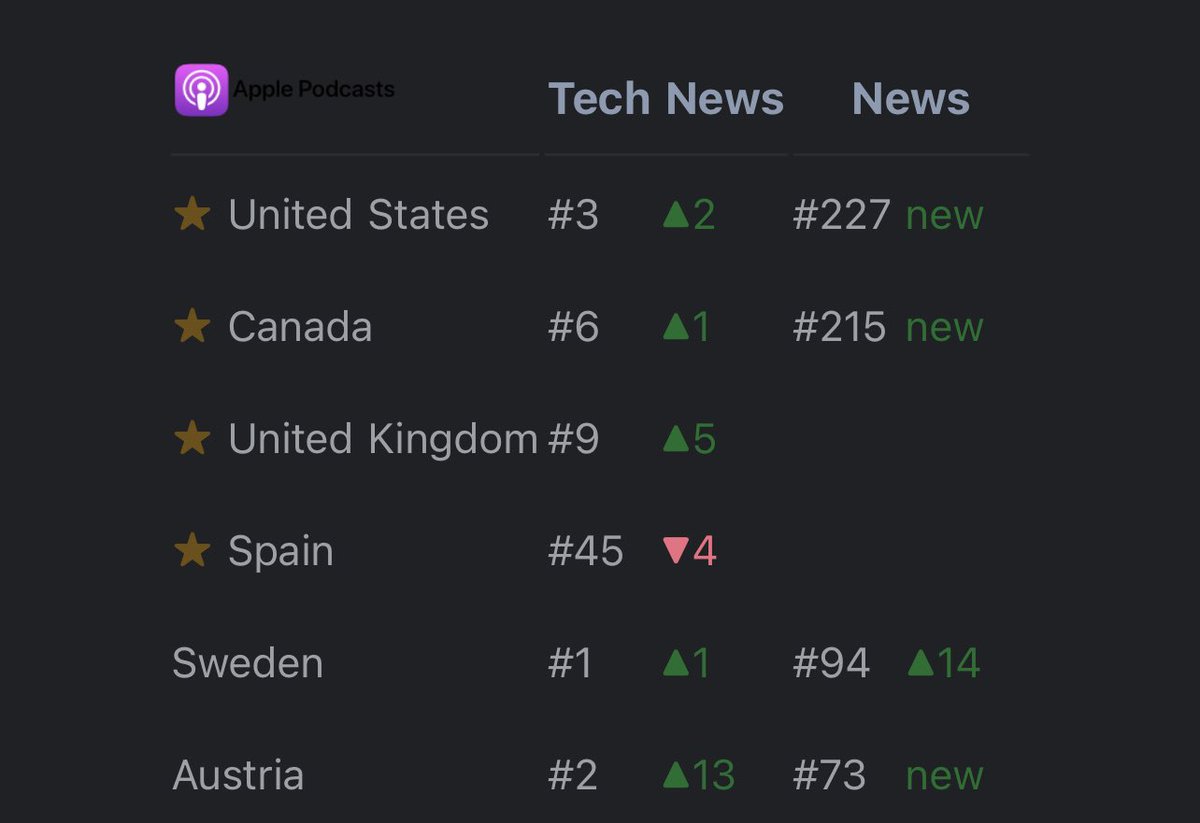 Apple Podcasts Tech News News
★ United States #3 ▲2 #227 new
★ Canada #6 ▲1 #215 new
★ United Kingdom #9 ▲5
★ Spain #45 ▼4
Sweden #1 ▲1 #94 ▲14
Austria #2 ▲13 #73 new